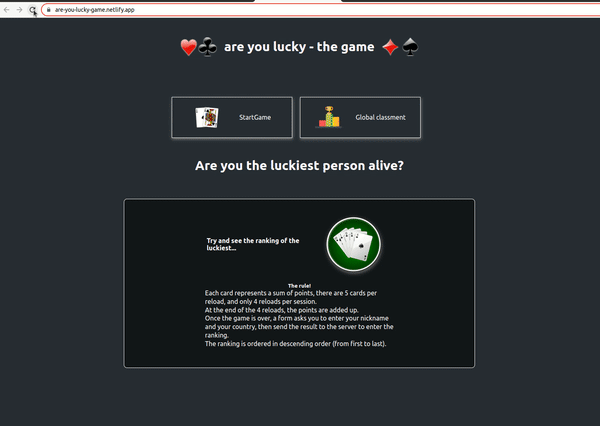 are-you-lucky-game.netlify.app
are you lucky - the game
StartGame
Global classment
Are you the luckiest person alive?
Try and see the ranking of the
luckiest...
The rule!
Each card represents a sum of points, there are 5 cards per
reload, and only 4 reloads per session.
At the end of the 4 reloads, the points are added up.
Once the game is over, a form asks you to enter your nickname
and your country, then send the result to the server to enter the
ranking.
The ranking is ordered in descending order (from first to last).